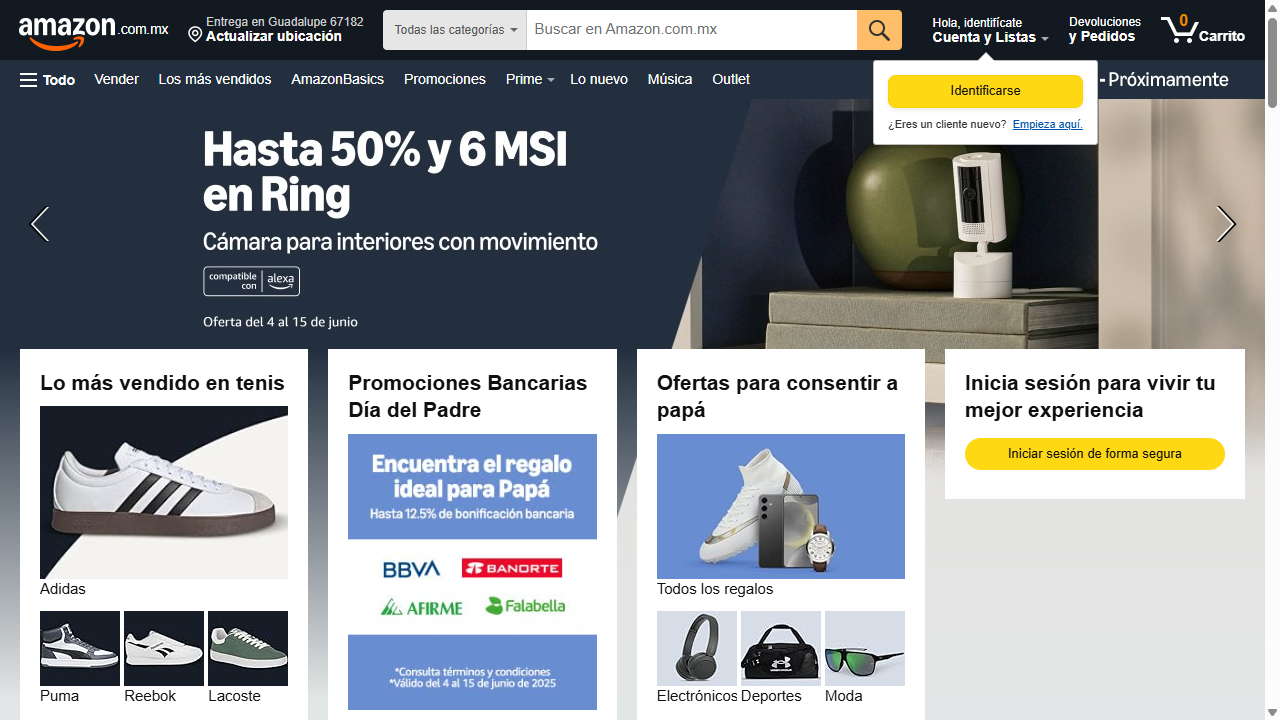 amazon.com.mx
Entrega en Guadalupe 67182
Actualizar ubicación
Todas las categorías
Buscar en Amazon.com.mx
Hola, identifícate
Cuenta y Listas
Devoluciones
y Pedidos
0
Carrito
Todo
Vender
Los más vendidos
AmazonBasics
Promociones
Prime
Lo nuevo
Música
Outlet
- Próximamente
Identificarse
¿Eres un cliente nuevo? Empieza aquí.
Hasta 50% y 6 MSI
en Ring
Cámara para interiores con movimiento
compatible
con
alexa
Oferta del 4 al 15 de junio
Lo más vendido en tenis
Adidas
Puma
Reebok
Lacoste
Promociones Bancarias
Día del Padre
Encuentra el regalo
ideal para Papá
Hasta 12.5% de bonificación bancaria
BBVA
BANORTE
AFIRME
Falabella
*Consulta términos y condiciones
*Válido del 4 al 15 de junio de 2025
Ofertas para consentir a
papá
Todos los regalos
UNDER ARMOUR
Electrónicos
Deportes
Moda
Inicia sesión para vivir tu
mejor experiencia
Iniciar sesión de forma segura